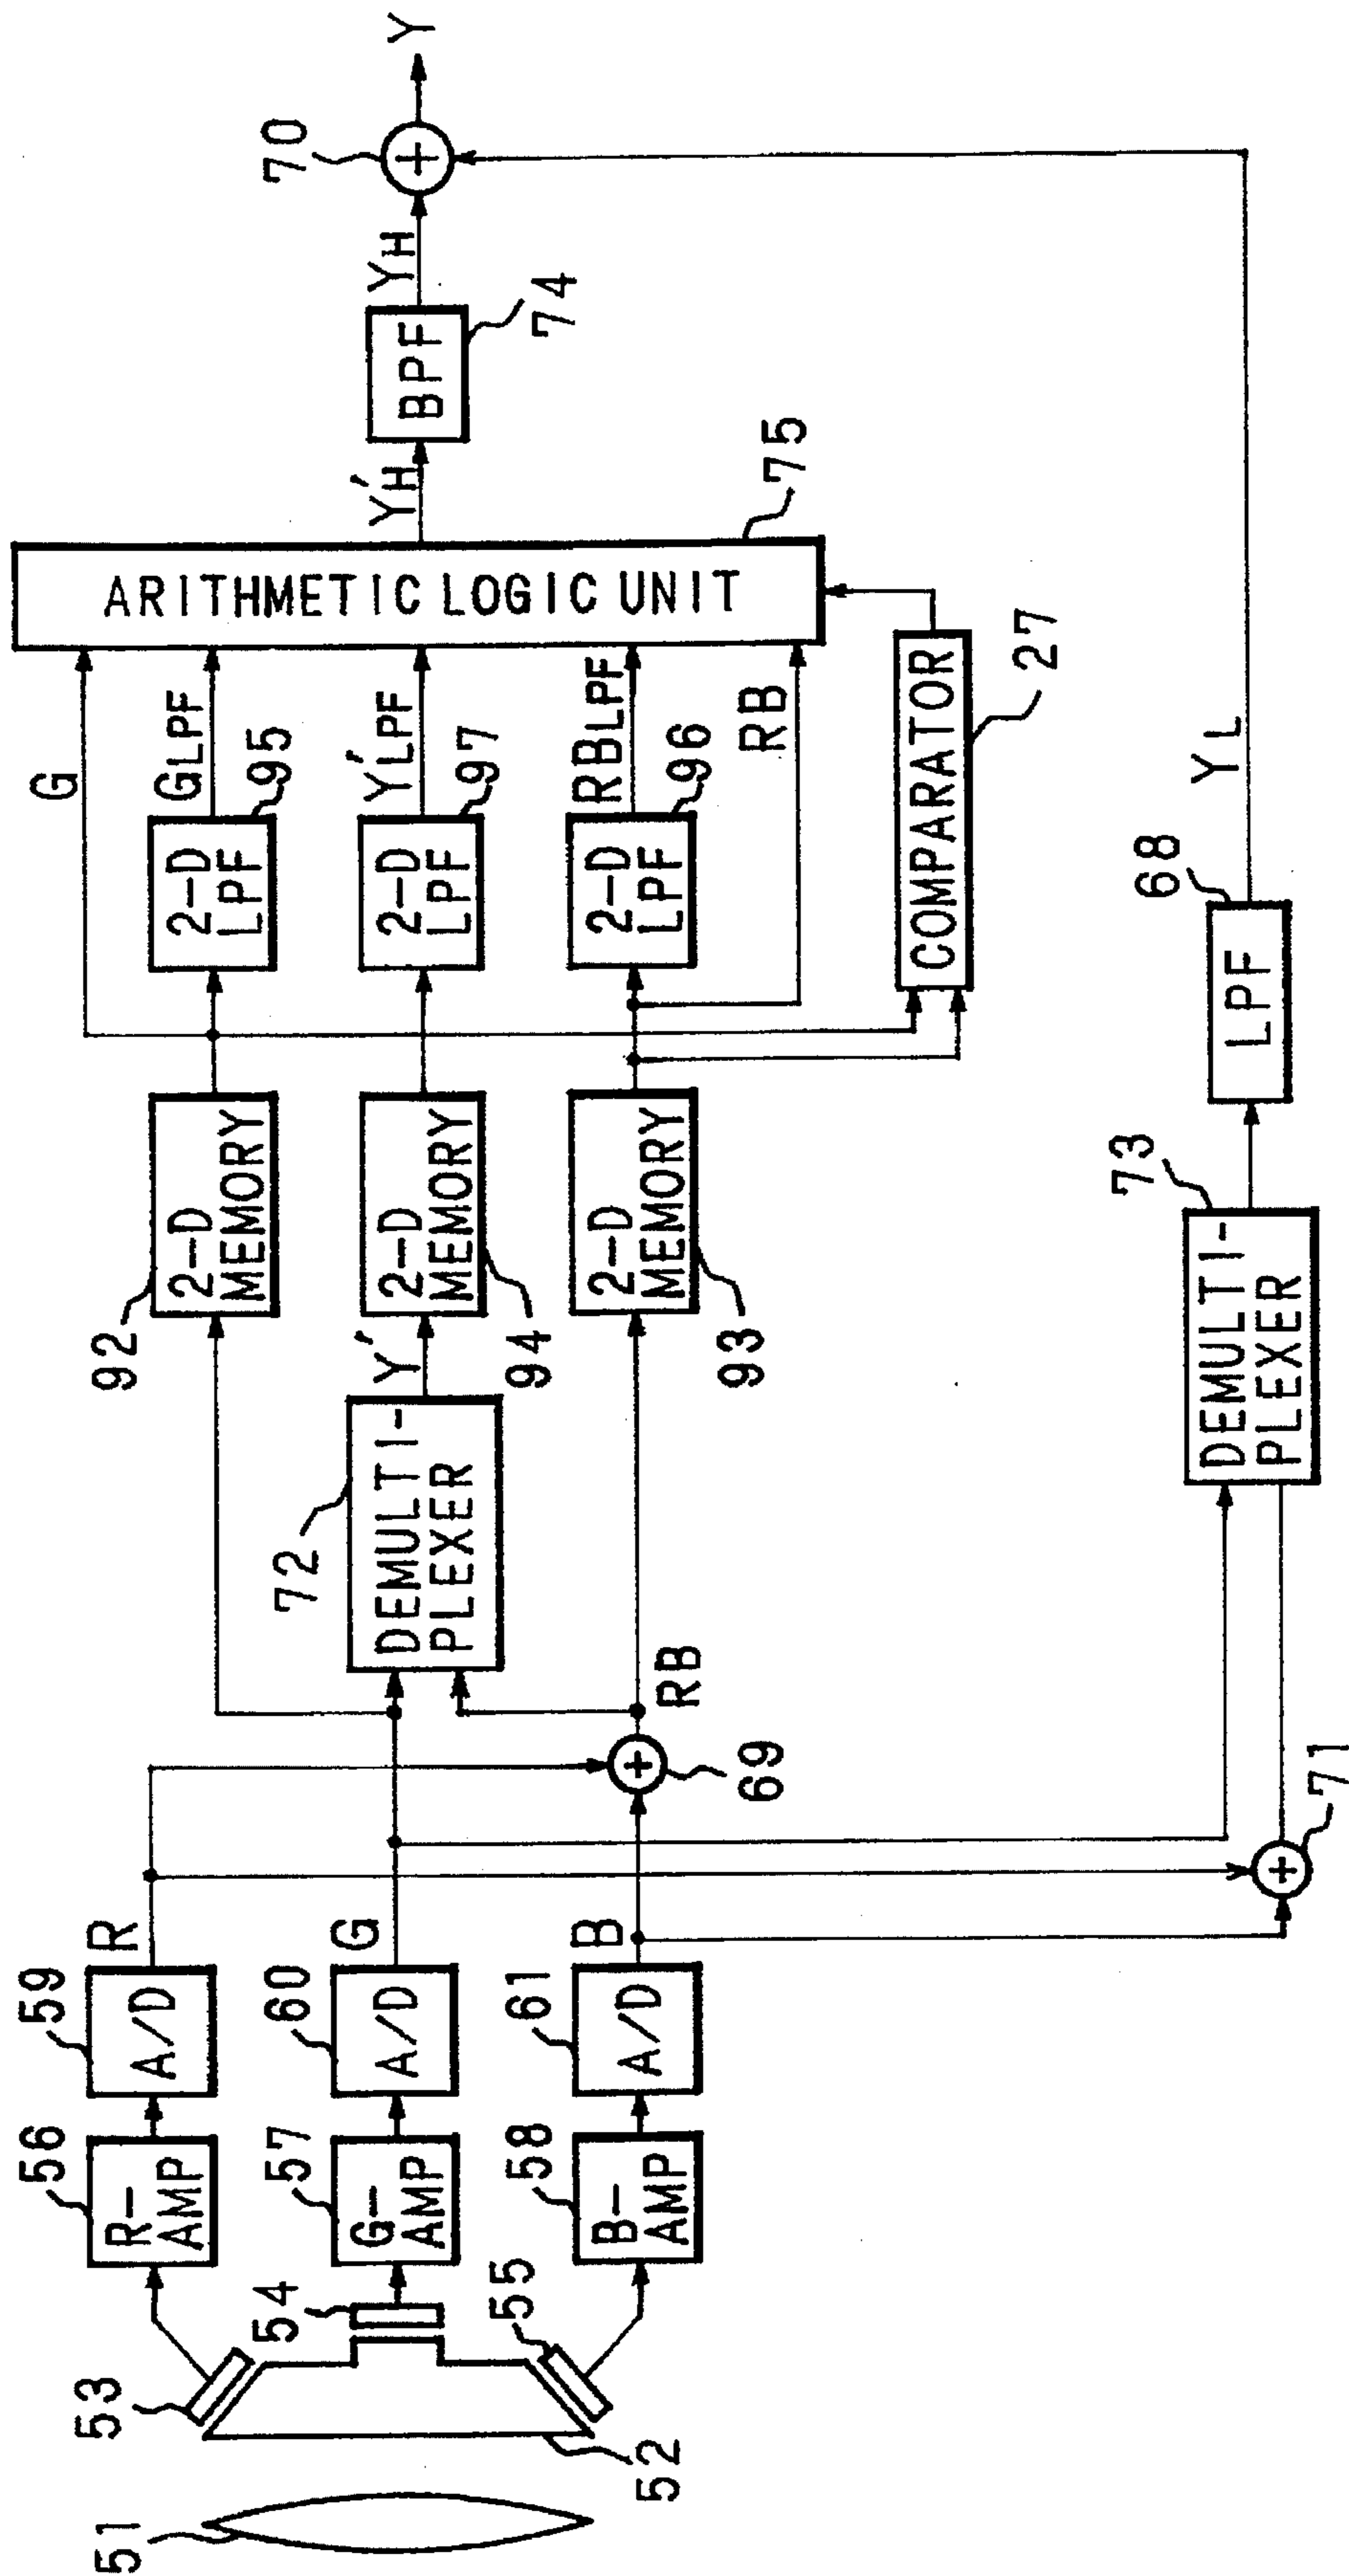 51
52
53
54
55
56
R-
AMP
57
G-
AMP
58
B-
AMP
59
A/D
R
60
A/D
G
61
A/D
B
69
RB
71
72
DEMULTI-
PLEXER
Y'
92
2-D
MEMORY
94
2-D
MEMORY
93
2-D
MEMORY
73
DEMULTI-
PLEXER
G
2-D
LPF
95
GLPF
2-D
LPF
97
Y'LPF
2-D
LPF
96
RBLPF
RB
COMPARATOR
27
68
LPF
YL
ARITHMETIC LOGIC UNIT
75
Y'H
BPF
74
YH
70
Y